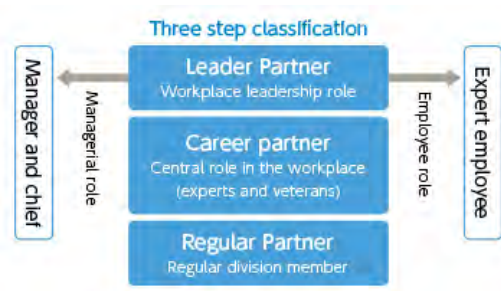 Three step classification
Manager and chief
Managerial role
Leader Partner
Workplace leadership role
Career partner
Central role in the workplace
(experts and veterans)
Regular Partner
Regular division member
Employee role
Expert employee